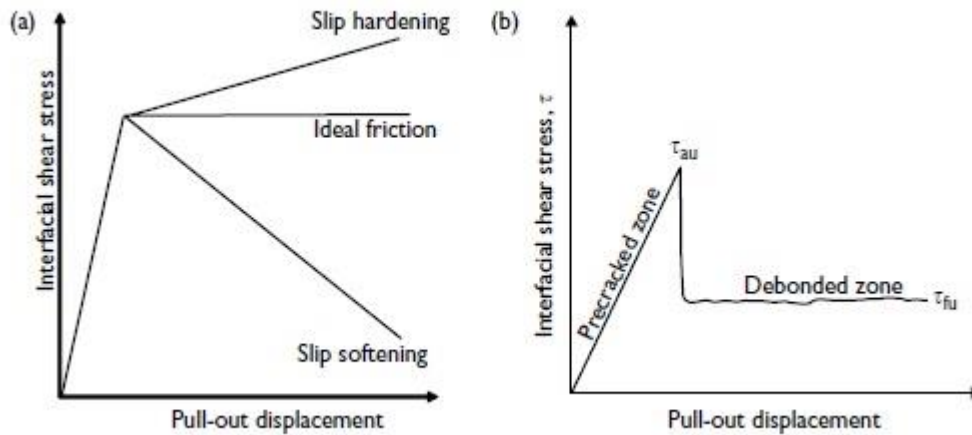 (a)
Slip hardening
Ideal friction
Slip softening
Interfacial shear stress
Pull-out displacement
(b)
Interfacial shear stress, τ
τau
Precracked zone
Debonded zone
τfu
Pull-out displacement